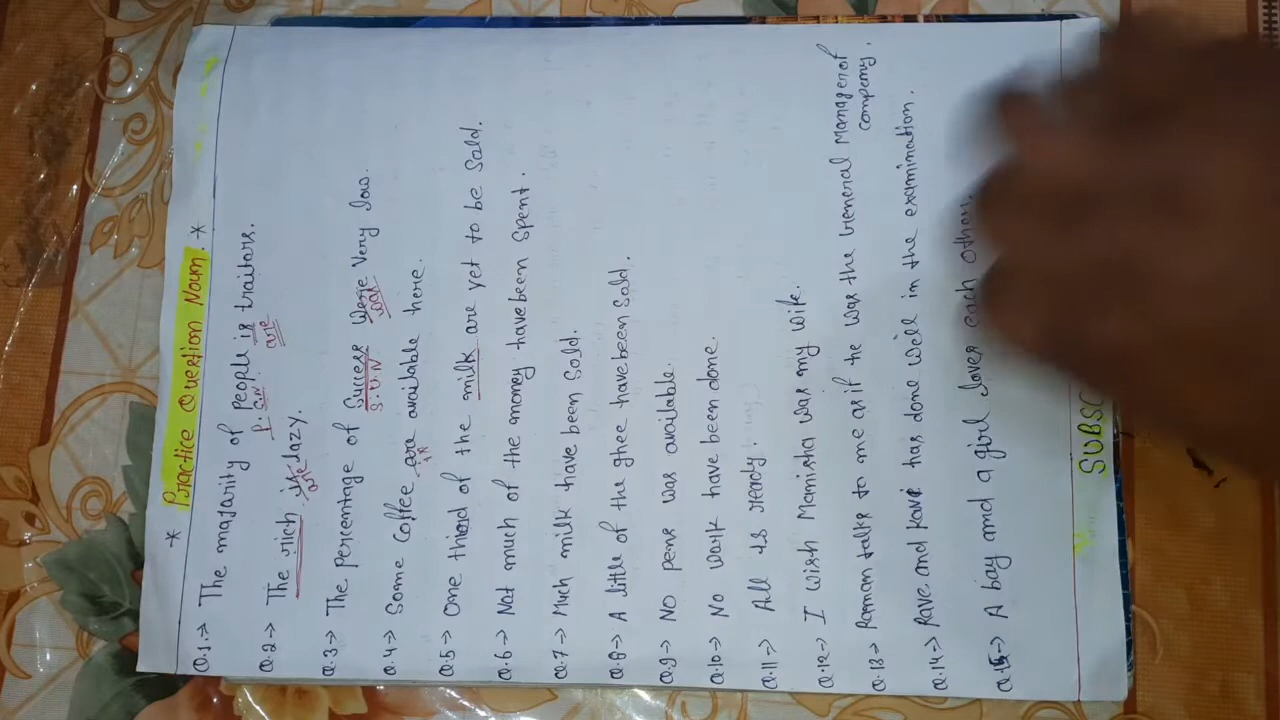 * Practice Question Noun. *
Q.1.→ The majarity of people is traitors.
P.S.N are
Q.2→ The rich is lazy.
are
Q.3→ The percentage of Success were Very low.
S.U.N was
Q.4→ Some Coffee are available here.
is
Q.5→ One third of the milk are yet to be Sold.
Q.6→ Not much of the money have been Spent.
Q.7→ Much milk have been Sold.
Q.8→ A little of the ghee have been Sold.
Q.9→ No pens was available.
Q.10→ No work have been done.
Q.11→ All is ready.
Q.12→ I wish Manisha was my wife.
Q.13→ Raman talks to me as if he was the General Manager of
company.
Q.14→ Rave and Kavi has done well in the examination.
Q.15→ A boy and a girl loves each other.
SUBSC